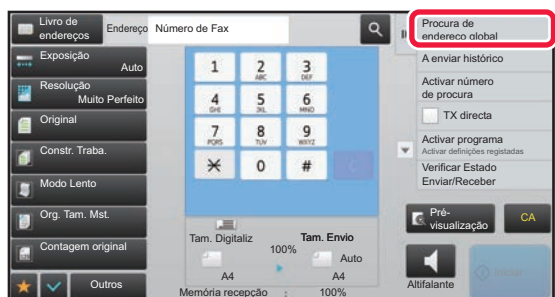 Livro de
endereços
Endereço
Número de Fax
Exposição
Auto
Resolução
Muito Perfeito
Original
Constr. Traba.
Modo Lento
Org. Tam. Mst.
Contagem original
Outros
1
2
ABC
3
DEF
4
GHI
5
JKL
6
MNO
7
PQRS
8
TUV
9
WXYZ
0
#
Tam. Digitaliz
100%
Tam. Envio
Auto
A4
A4
Memória recepção : 100%
Procura de
endereço global
A enviar histórico
Activar número
de procura
TX directa
Activar programa
Activar definições registadas
Verificar Estado
Enviar/Receber
Pré-
visualização
CA
Altifalante